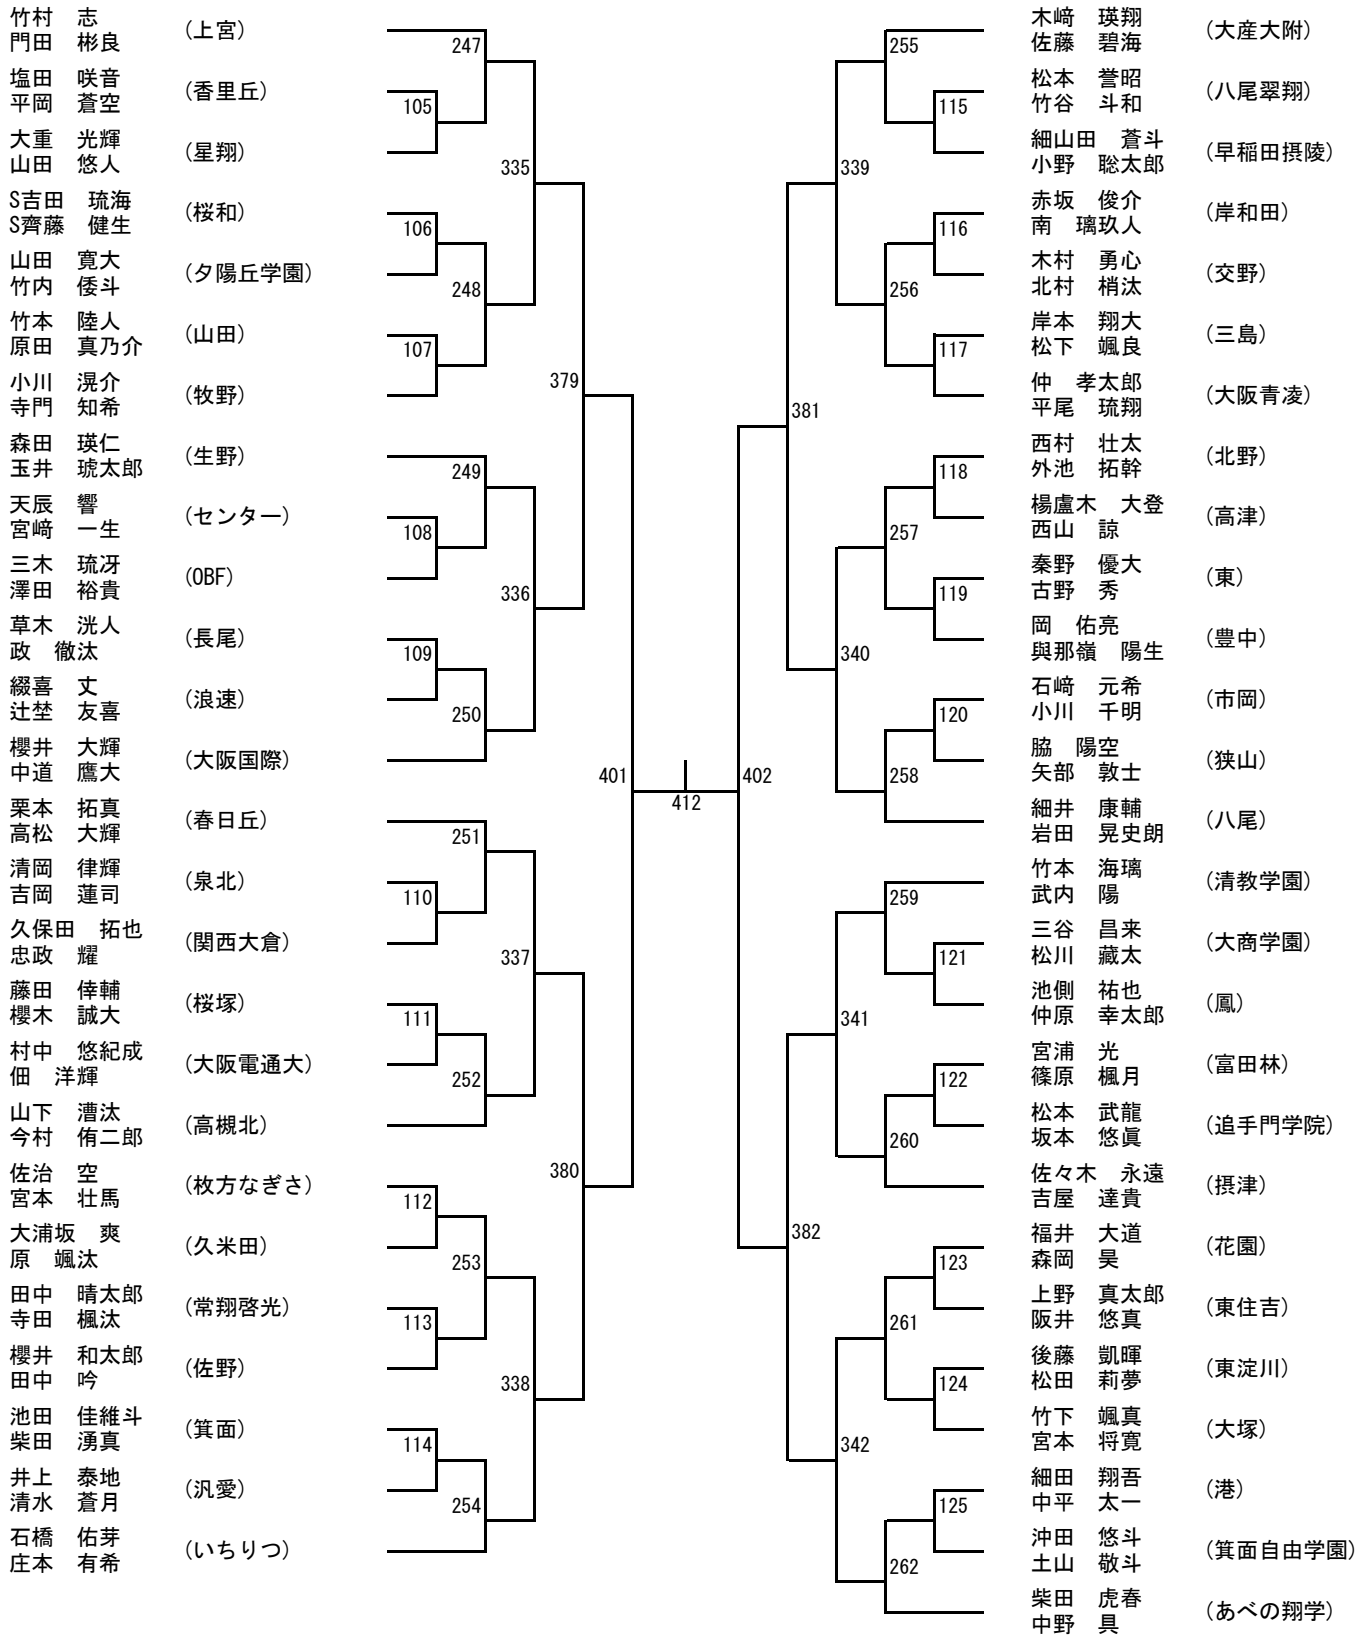 竹村　志
門田　彬良
(上宮)
塩田　咲音
平岡　蒼空
(香里丘)
大重　光輝
山田　悠人
(星翔)
S吉田　琉海
S齊藤　健生
(桜和)
山田　寛大
竹内　倭斗
(夕陽丘学園)
竹本　陸人
原田　真乃介
(山田)
小川　滉介
寺門　知希
(牧野)
森田　瑛仁
玉井　琥太郎
(生野)
天辰　響
宮﨑　一生
(センター)
三木　琉冴
澤田　裕貴
(OBF)
草木　洸人
政　徹汰
(長尾)
綴喜　丈
辻埜　友喜
(浪速)
櫻井　大輝
中道　鷹大
(大阪国際)
栗本　拓真
高松　大輝
(春日丘)
清岡　律輝
吉岡　蓮司
(泉北)
久保田　拓也
忠政　耀
(関西大倉)
藤田　倖輔
櫻木　誠大
(桜塚)
村中　悠紀成
佃　洋輝
(大阪電通大)
山下　漕汰
今村　侑二郎
(高槻北)
佐治　空
宮本　壮馬
(枚方なぎさ)
大浦坂　爽
原　颯汰
(久米田)
田中　晴太郎
寺田　楓汰
(常翔啓光)
櫻井　和太郎
田中　吟
(佐野)
池田　佳維斗
柴田　湧真
(箕面)
井上　泰地
清水　蒼月
(汎愛)
石橋　佑芽
庄本　有希
(いちりつ)
247
105
335
106
248
107
379
249
108
336
109
250
401
251
110
337
111
252
380
112
253
113
338
114
254
412
402
255
115
339
116
256
117
381
118
257
119
340
120
258
259
121
341
122
260
382
123
261
124
342
125
262
木﨑　瑛翔
佐藤　碧海
(大産大附)
松本　誉昭
竹谷　斗和
(八尾翠翔)
細山田　蒼斗
小野　聡太郎
(早稲田摂陵)
赤坂　俊介
南　璃玖人
(岸和田)
木村　勇心
北村　梢汰
(交野)
岸本　翔大
松下　颯良
(三島)
仲　孝太郎
平尾　琉翔
(大阪青凌)
西村　壮太
外池　拓幹
(北野)
楊盧木　大登
西山　諒
(高津)
秦野　優大
古野　秀
(東)
岡　佑亮
與那嶺　陽生
(豊中)
石﨑　元希
小川　千明
(市岡)
脇　陽空
矢部　敦士
(狭山)
細井　康輔
岩田　晃史朗
(八尾)
竹本　海璃
武内　陽
(清教学園)
三谷　昌来
松川　藏太
(大商学園)
池側　祐也
仲原　幸太郎
(鳳)
宮浦　光
篠原　楓月
(富田林)
松本　武龍
坂本　悠眞
(追手門学院)
佐々木　永遠
吉屋　達貴
(摂津)
福井　大道
森岡　昊
(花園)
上野　真太郎
阪井　悠真
(東住吉)
後藤　凱暉
松田　莉夢
(東淀川)
竹下　颯真
宮本　将寛
(大塚)
細田　翔吾
中平　太一
(港)
沖田　悠斗
土山　敬斗
(箕面自由学園)
柴田　虎春
中野　具
(あべの翔学)